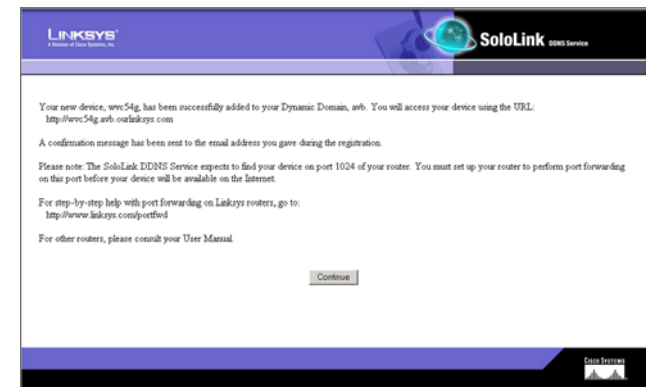 LINKSYS®
A Division of Cisco Systems, Inc.
SoloLink DDNS Service
Your new device, wvc54g, has been successfully added to your Dynamic Domain, avb. You will access your device using the URL:
http://wvc54g.avb.ourlinksys.com
A confirmation message has been sent to the email address you gave during the registration.
Please note: The SoloLink DDNS Service expects to find your device on port 1024 of your router. You must set up your router to perform port forwarding
on this port before your device will be available on the Internet.
For step-by-step help with port forwarding on Linksys routers, go to:
http://www.linksys.com/portfwd
For other routers, please consult your User Manual.
Continue
CISCO SYSTEMS